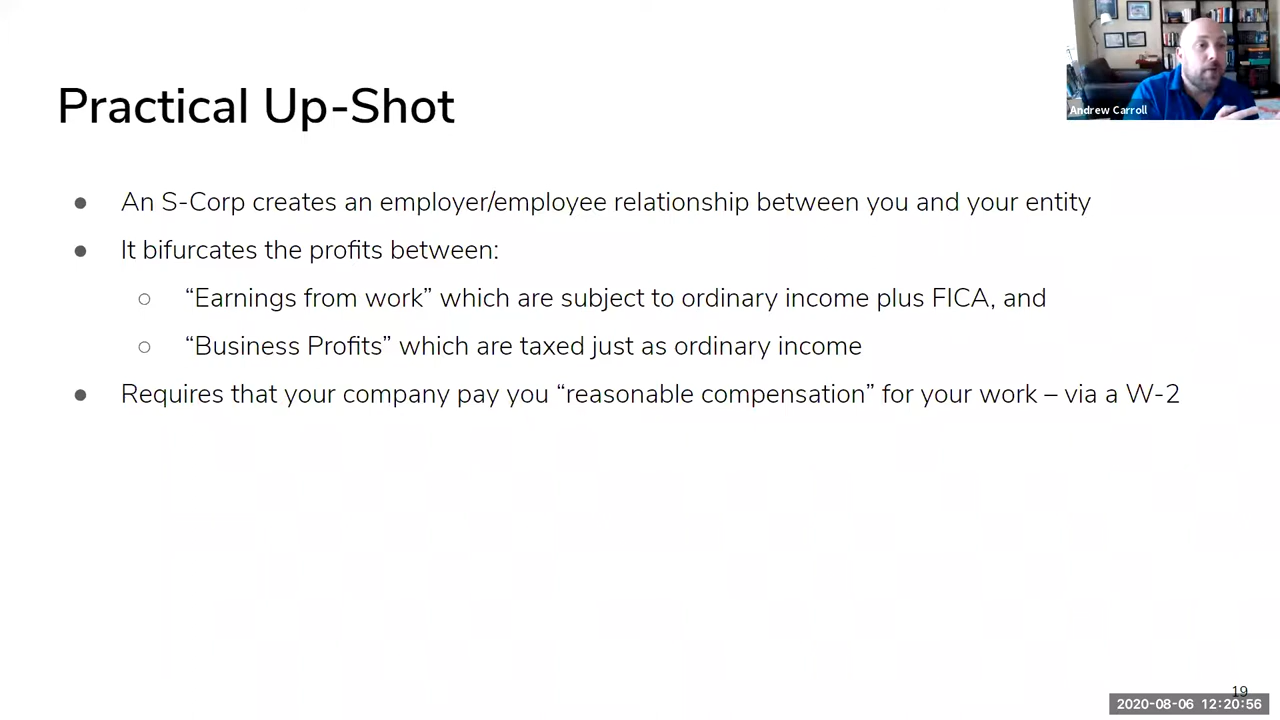 Andrew Carroll
Practical Up-Shot
● An S-Corp creates an employer/employee relationship between you and your entity
● It bifurcates the profits between:
○ “Earnings from work” which are subject to ordinary income plus FICA, and
○ “Business Profits” which are taxed just as ordinary income
● Requires that your company pay you “reasonable compensation” for your work – via a W-2
19
2020-08-06 12:20:56